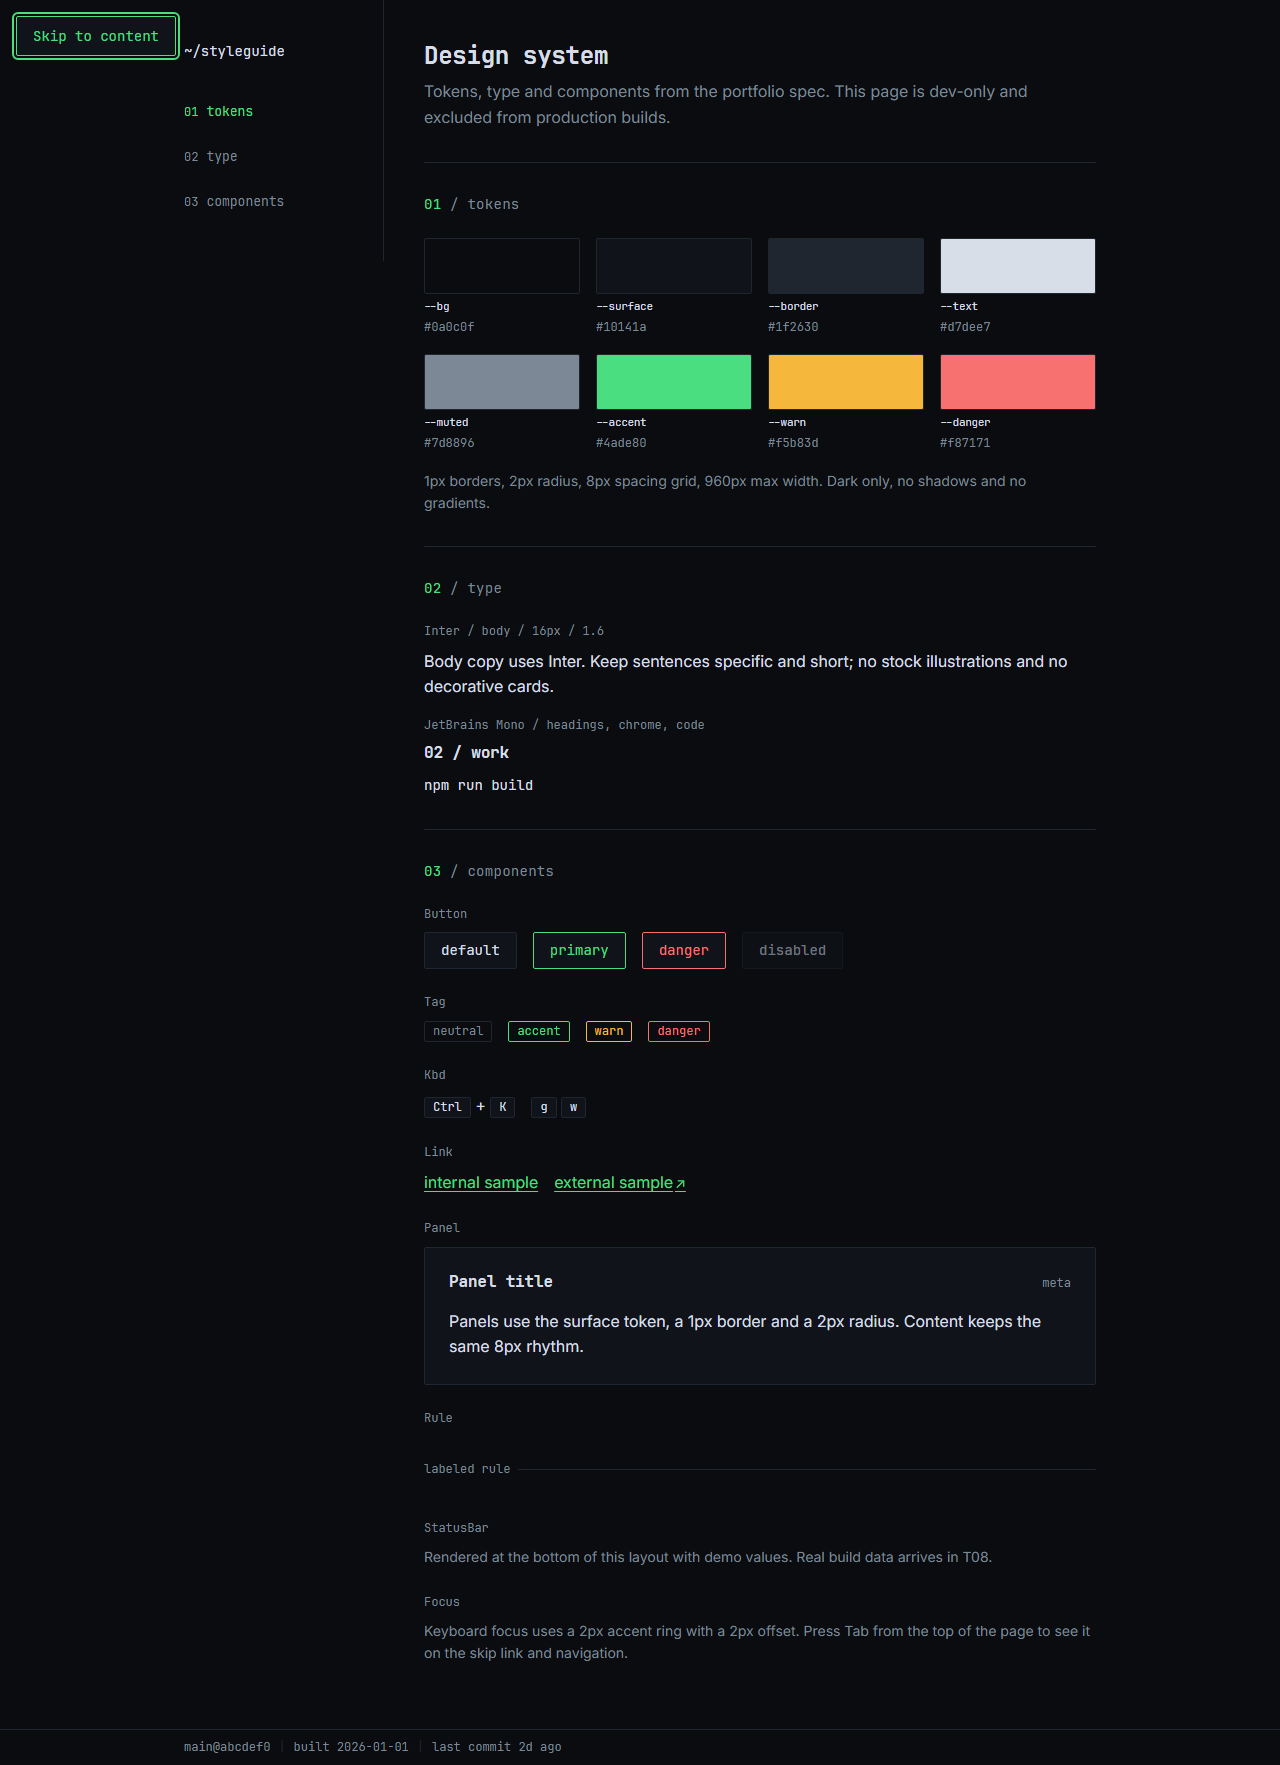 Skip to content
~/styleguide
01 tokens
02 type
03 components
Design system
Tokens, type and components from the portfolio spec. This page is dev-only and
excluded from production builds.
01 / tokens
--bg
#0a0c0f
--surface
#10141a
--border
#1f2630
--text
#d7dee7
--muted
#7d8896
--accent
#4ade80
--warn
#f5b83d
--danger
#f87171
1px borders, 2px radius, 8px spacing grid, 960px max width. Dark only, no shadows and no
gradients.
02 / type
Inter / body / 16px / 1.6
Body copy uses Inter. Keep sentences specific and short; no stock illustrations and no
decorative cards.
JetBrains Mono / headings, chrome, code
02 / work
npm run build
03 / components
Button
default primary danger disabled
Tag
neutral accent warn danger
Kbd
Ctrl + K g w
Link
internal sample external sample↗
Panel
Panel title meta
Panels use the surface token, a 1px border and a 2px radius. Content keeps the
same 8px rhythm.
Rule
labeled rule
StatusBar
Rendered at the bottom of this layout with demo values. Real build data arrives in T08.
Focus
Keyboard focus uses a 2px accent ring with a 2px offset. Press Tab from the top of the page to see it
on the skip link and navigation.
main@abcdef0 | built 2026-01-01 | last commit 2d ago